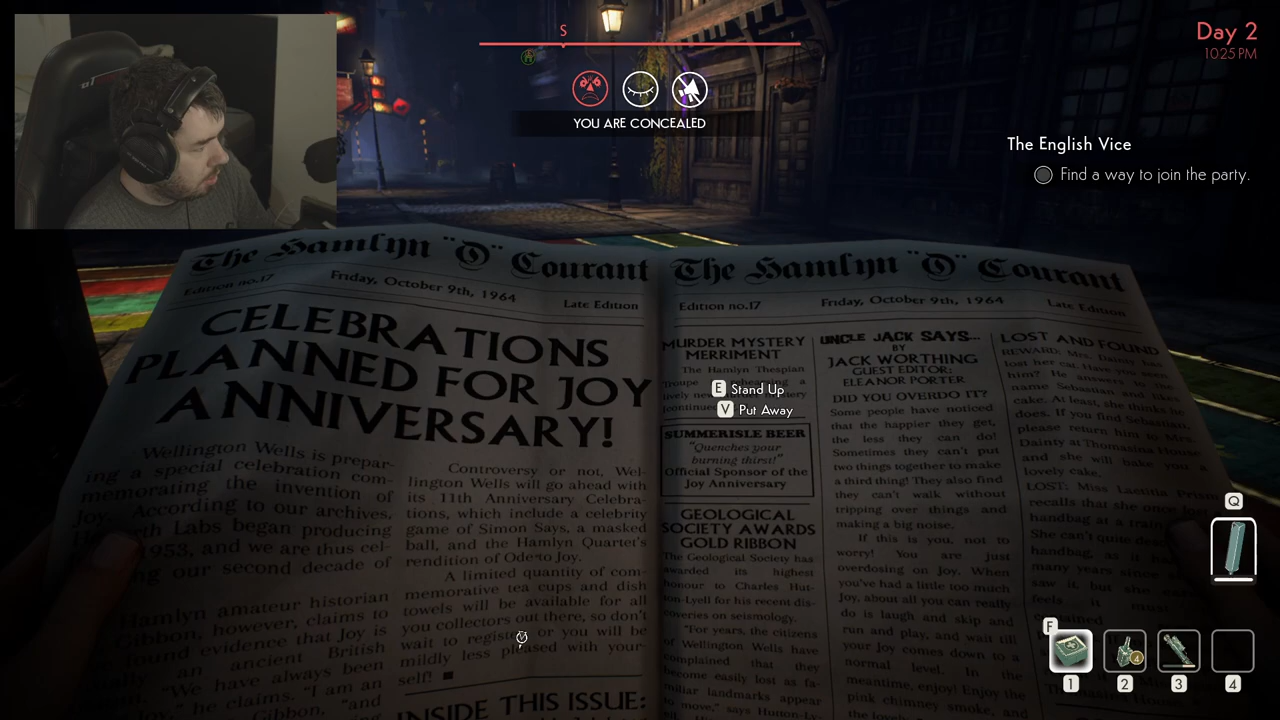 S
YOU ARE CONCEALED
Day 2
10:25 PM
The English Vice
Find a way to join the party.
The Hamlyn "O" Courant
Edition no.17
Friday, October 9th, 1964
Late Edition
CELEBRATIONS
PLANNED FOR JOY
ANNIVERSARY!
Wellington Wells is prepar-
ing a special celebration com-
memorating the invention of
Joy. According to our archives,
Labs began producing
1953, and we are thus cel-
our second decade of
Hamlyn amateur historian
Gibbon, however, claims to
found evidence that Joy is
an ancient British
"We have always been
he claims. "I am an
Gibbon, "and
Controversy or not, Wel-
lington Wells will go ahead with
its 11th Anniversary Celebra-
tions, which include a celebrity
game of Simon Says, a masked
ball, and the Hamlyn Quartet's
rendition of Ode to Joy.
A limited quantity of com-
memorative tea cups and dish
towels will be available for all
you collectors out there, so don't
wait to register or you will be
mildly less pleased with your-
self!
INSIDE THIS ISSUE:
The Hamlyn "O" Courant
Edition no.17
Friday, October 9th, 1964
Late Edition
MURDER MYSTERY
MERRIMENT
The Hamlyn Thespian
Troupe
a
lively
SUMMERISLE BEER
"Quenches your
burning thirst!"
Official Sponsor of the
Joy Anniversary
GEOLOGICAL
SOCIETY AWARDS
GOLD RIBBON
The Geological Society has
awarded its highest
honour to Charles Hut-
ton-Lyell for his recent dis-
coveries on seismology.
"For years, the citizens
of Wellington Wells have
complained that they
become easily lost as fa-
miliar landmarks appear
to move," says
UNCLE JACK SAYS...
BY
JACK WORTHING
GUEST EDITOR:
ELEANOR PORTER
DID YOU OVERDO IT?
Some people have noticed
that the happier they get,
the less they can do!
Sometimes they can't put
two things together to make
a third thing! They also find
they can't walk without
tripping over things and
making a big noise.
If this is you, not to
worry! You are just
overdosing on Joy. When
you've had a little too much
Joy, about all you can really
do is laugh and skip and
run and play, and wait till
your Joy comes down to a
normal level. In the
meantime, enjoy! Enjoy the
pink chimney smoke,
LOST AND FOUND
REWARD: Mrs. Dainty has
lost her cat. Have you seen
him? He answers to the
name Sebastian and likes
cake. At least, she thinks he
does. If you find Sebastian,
please return him to Mrs.
Dainty at Thomasina House
and she will bake you a
lovely cake.
LOST: Miss Laetitia Prism
recalls that she once lost
handbag at a train
She can't quite
handbag, as it
many years since
saw it, but she
feels it must
E Stand Up
V Put Away
Q
F
4
1
2
3
4